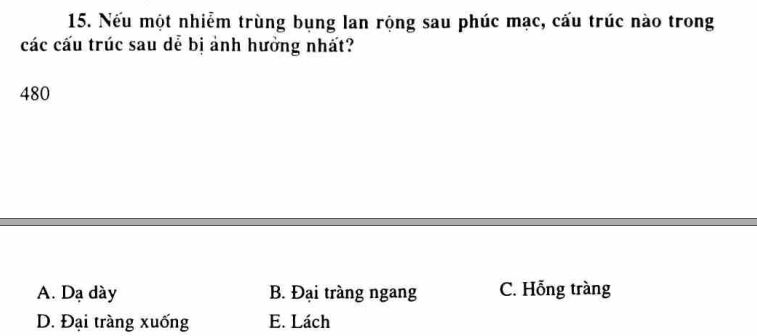 15. Nếu một nhiễm trùng bụng lan rộng sau phúc mạc, cấu trúc nào trong
các cấu trúc sau dễ bị ảnh hưởng nhất?
480
A. Dạ dày B. Đại tràng ngang C. Hỗng tràng
D. Đại tràng xuống E. Lách